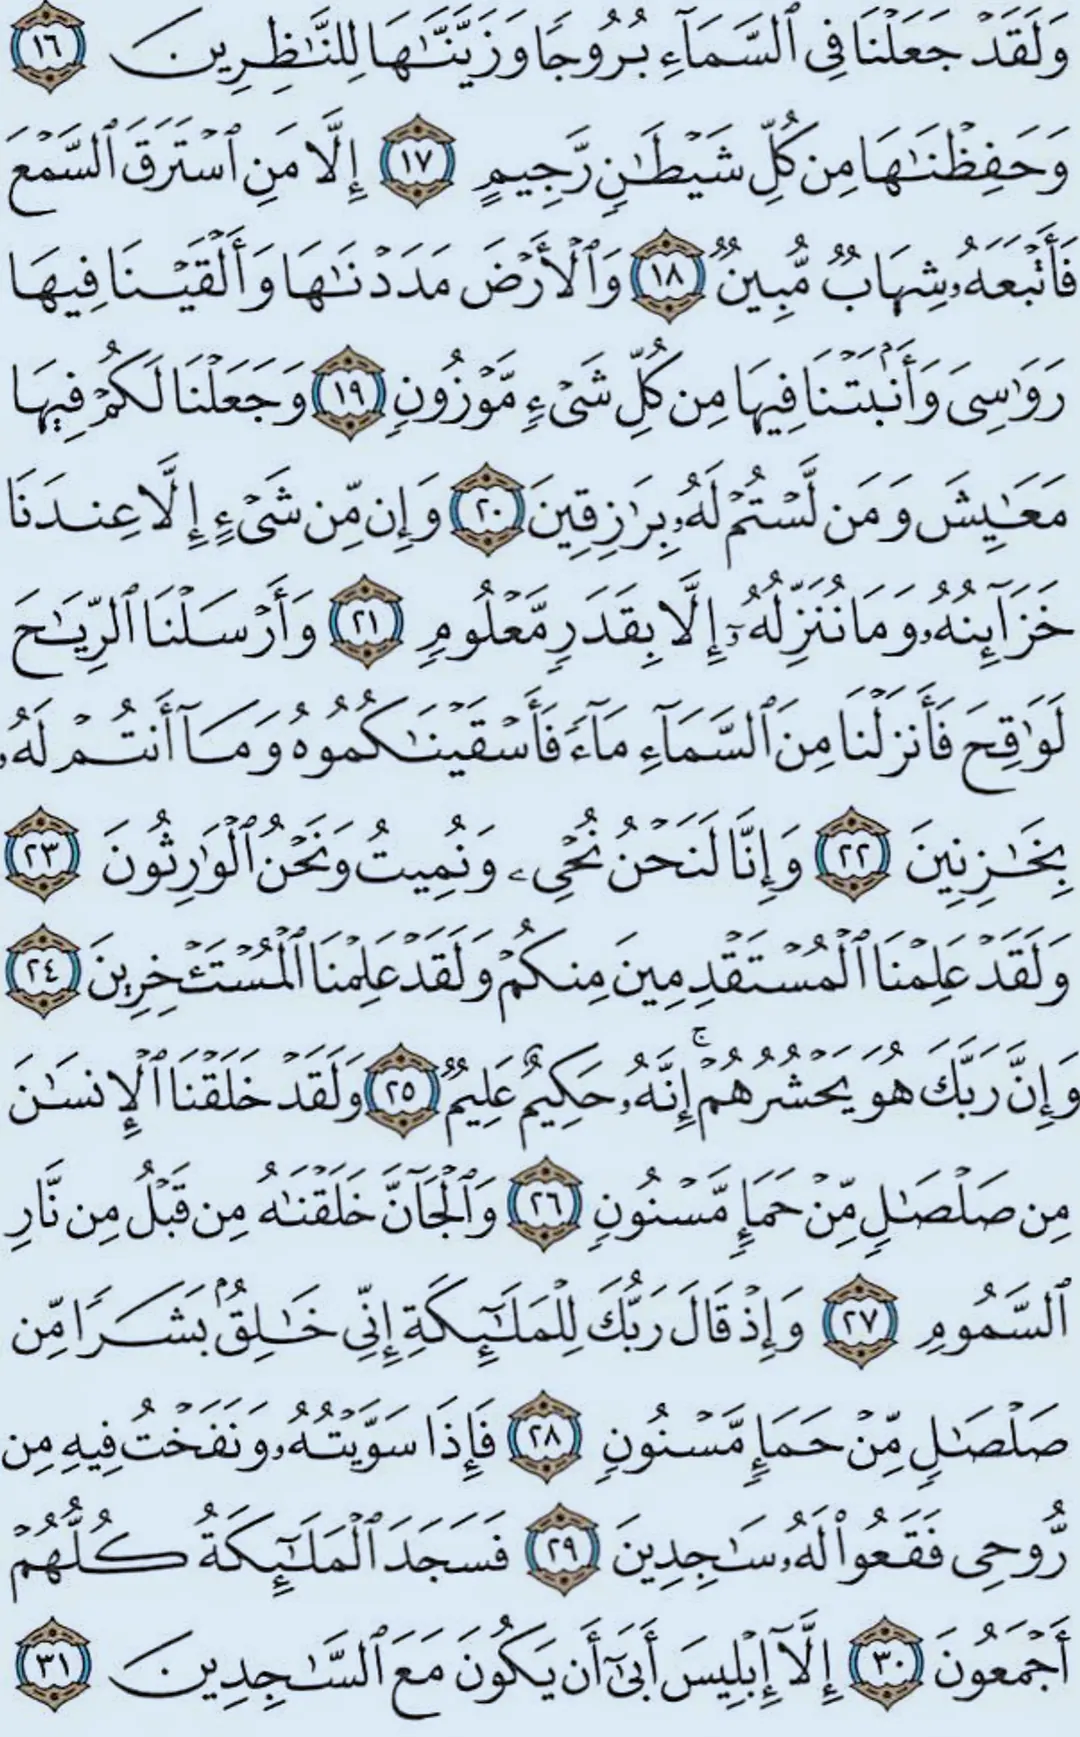 وَلَقَدْ جَعَلْنَا فِي ٱلسَّمَآءِ بُرُوجًا وَزَيَّنَّٰهَا لِلنَّٰظِرِينَ ١٦
وَحَفِظْنَٰهَا مِن كُلِّ شَيْطَٰنٍ رَّجِيمٍ ١٧ إِلَّا مَنِ ٱسْتَرَقَ ٱلسَّمْعَ
فَأَتْبَعَهُۥ شِهَابٌ مُّبِينٌ ١٨ وَٱلْأَرْضَ مَدَدْنَٰهَا وَأَلْقَيْنَا فِيهَا
رَوَٰسِىَ وَأَنۢبَتْنَا فِيهَا مِن كُلِّ شَىْءٍ مَّوْزُونٍ ١٩ وَجَعَلْنَا لَكُمْ فِيهَا
مَعَٰيِشَ وَمَن لَّسْتُمْ لَهُۥ بِرَٰزِقِينَ ٢٠ وَإِن مِّن شَىْءٍ إِلَّا عِندَنَا
خَزَآئِنُهُۥ وَمَا نُنَزِّلُهُۥٓ إِلَّا بِقَدَرٍ مَّعْلُومٍ ٢١ وَأَرْسَلْنَا ٱلرِّيَٰحَ
لَوَٰقِحَ فَأَنزَلْنَا مِنَ ٱلسَّمَآءِ مَآءً فَأَسْقَيْنَٰكُمُوهُ وَمَآ أَنتُمْ لَهُۥ
بِخَٰزِنِينَ ٢٢ وَإِنَّا لَنَحْنُ نُحْىِۦ وَنُمِيتُ وَنَحْنُ ٱلْوَٰرِثُونَ ٢٣
وَلَقَدْ عَلِمْنَا ٱلْمُسْتَقْدِمِينَ مِنكُمْ وَلَقَدْ عَلِمْنَا ٱلْمُسْتَـْٔخِرِينَ ٢٤
وَإِنَّ رَبَّكَ هُوَ يَحْشُرُهُمْ ۚ إِنَّهُۥ حَكِيمٌ عَلِيمٌ ٢٥ وَلَقَدْ خَلَقْنَا ٱلْإِنسَٰنَ
مِن صَلْصَٰلٍ مِّنْ حَمَإٍ مَّسْنُونٍ ٢٦ وَٱلْجَآنَّ خَلَقْنَٰهُ مِن قَبْلُ مِن نَّارِ
ٱلسَّمُومِ ٢٧ وَإِذْ قَالَ رَبُّكَ لِلْمَلَٰٓئِكَةِ إِنِّي خَٰلِقٌۢ بَشَرًا مِّن
صَلْصَٰلٍ مِّنْ حَمَإٍ مَّسْنُونٍ ٢٨ فَإِذَا سَوَّيْتُهُۥ وَنَفَخْتُ فِيهِ مِن
رُّوحِى فَقَعُوا۟ لَهُۥ سَٰجِدِينَ ٢٩ فَسَجَدَ ٱلْمَلَٰٓئِكَةُ كُلُّهُمْ
أَجْمَعُونَ ٣٠ إِلَّآ إِبْلِيسَ أَبَىٰٓ أَن يَكُونَ مَعَ ٱلسَّٰجِدِينَ ٣١